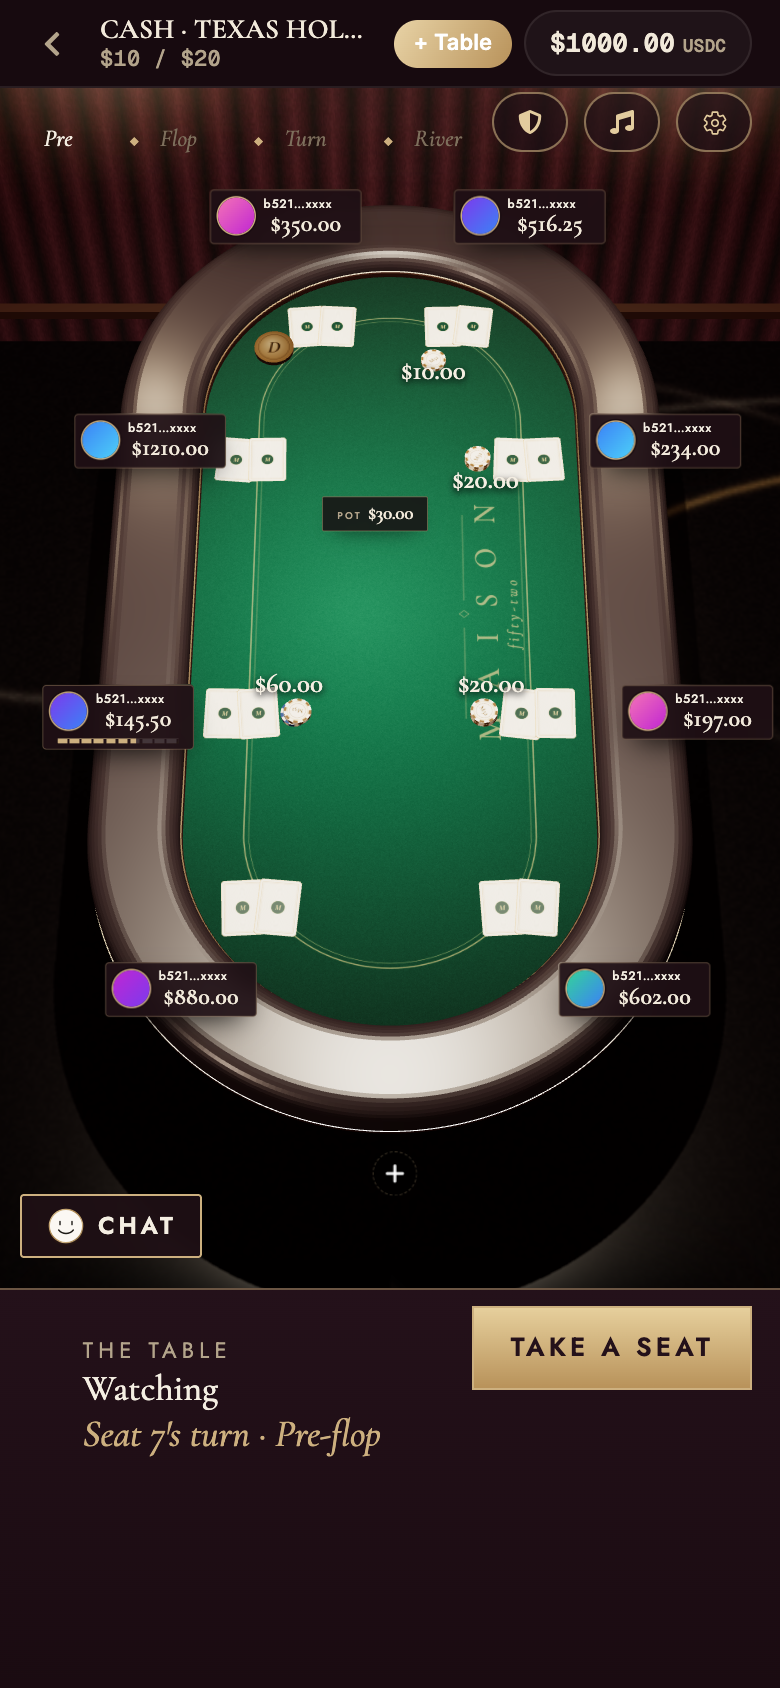 CASH · TEXAS HOL...
$10 / $20
+ Table
$1000.00 USDC
Pre
Flop
Turn
River
b521...xxxx
$350.00
b521...xxxx
$516.25
D
$10.00
b521...xxxx
$1210.00
b521...xxxx
$234.00
$20.00
POT $30.00
MAISON
fifty-two
$60.00
$20.00
b521...xxxx
$145.50
b521...xxxx
$197.00
b521...xxxx
$880.00
b521...xxxx
$602.00
CHAT
THE TABLE
TAKE A SEAT
Watching
Seat 7's turn · Pre-flop